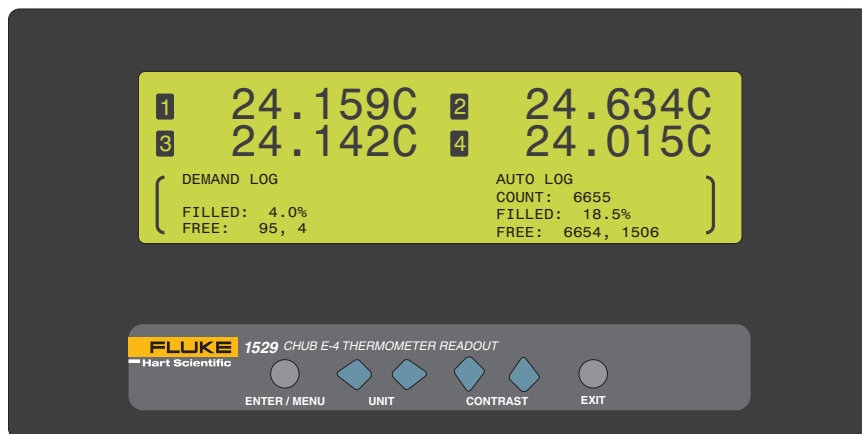 1 24.159C 2 24.634C
3 24.142C 4 24.015C
DEMAND LOG
FILLED: 4.0%
FREE: 95, 4
AUTO LOG
COUNT: 6655
FILLED: 18.5%
FREE: 6654, 1506
FLUKE
Hart Scientific
1529 CHUB E-4 THERMOMETER READOUT
ENTER / MENU UNIT CONTRAST EXIT